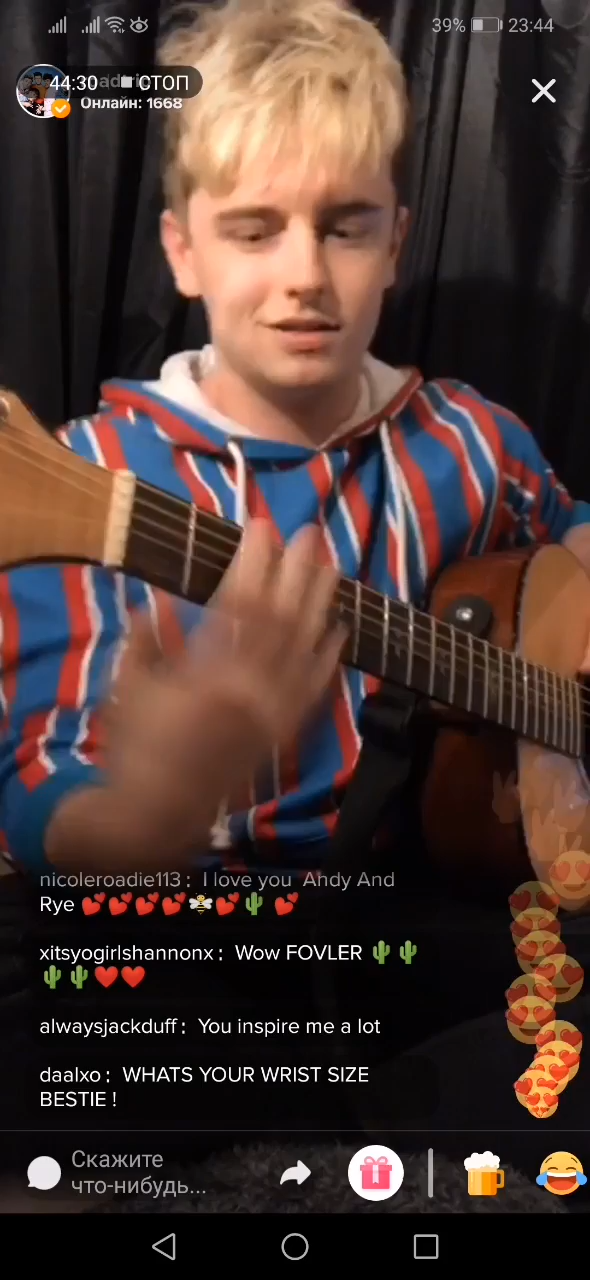 39% 23:44
44:30 СТОП
Онлайн: 1668
nicoleroadie113: I love you Andy And
Rye 💕💕💕💕🐝💕🌵 💕
xitsyogirlshannonx: Wow FOVLER 🌵🌵
🌵🌵❤️❤️
alwaysjackduff: You inspire me a lot
daalxo: WHATS YOUR WRIST SIZE
BESTIE !
Скажите
что-нибудь...